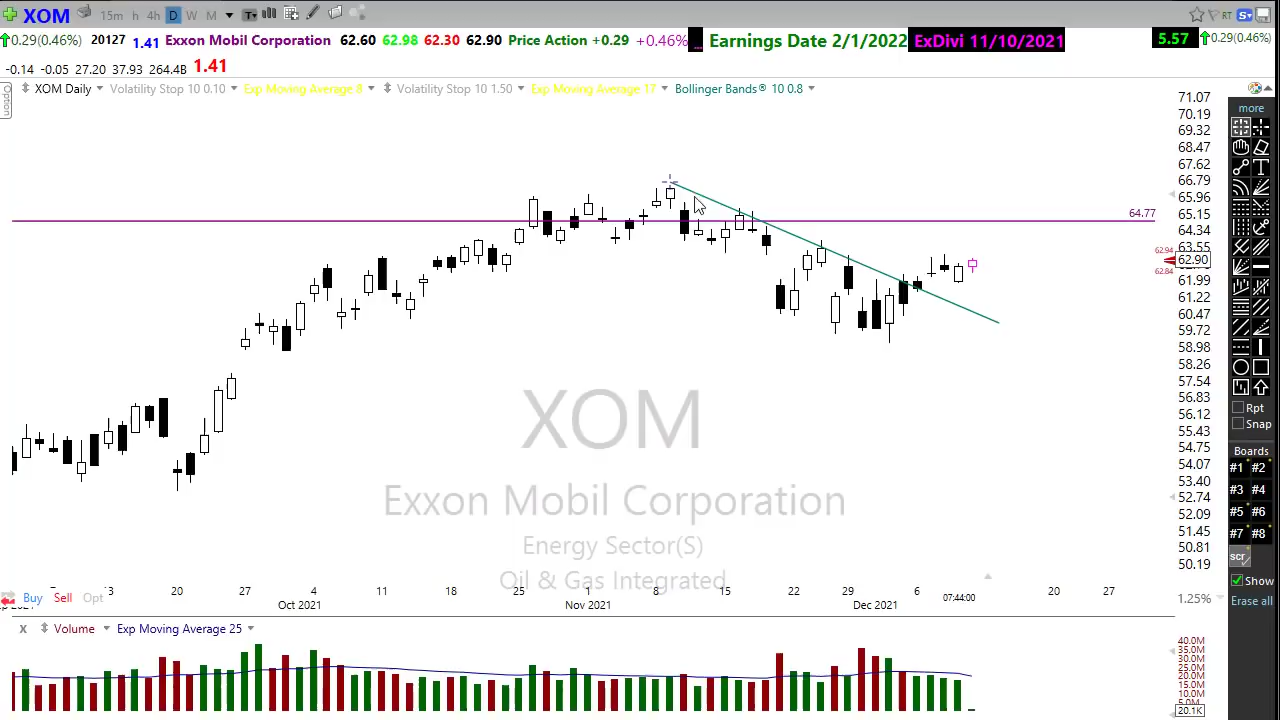 XOM 15m h 4h D W M T RT S
0.29(0.46%) 20127 1.41 Exxon Mobil Corporation 62.60 62.98 62.30 62.90 Price Action +0.29 +0.46% ... Earnings Date 2/1/2022 ExDivi 11/10/2021 5.57 0.29(0.46%)
-0.14 -0.05 27.20 37.93 264.4B 1.41
Option
XOM Daily Volatility Stop 10 0.10 Exp Moving Average 8 Volatility Stop 10 1.50 Exp Moving Average 17 Bollinger Bands® 10 0.8
71.07
70.19
69.32
68.47
67.62
66.79
65.96
64.77
65.15
64.34
63.55
62.94
62.90
62.84
61.99
61.22
60.47
59.72
58.98
58.26
57.54
56.83
56.12
55.43
54.75
54.07
53.40
52.74
52.09
51.45
50.81
50.19
more
Rpt
Snap
Boards
#1 #2
#3 #4
#5 #6
#7 #8
scr
Show
Erase all
XOM
Exxon Mobil Corporation
Energy Sector(S)
Oil & Gas Integrated
3 20 27 4 11 18 25 1 8 15 22 29 6 07:44:00 20 27
2021 Oct 2021 Nov 2021 Dec 2021
Buy Sell Opt
1.25%
X Volume Exp Moving Average 25
40.0M
35.0M
30.0M
25.0M
20.0M
15.0M
10.0M
20.1K